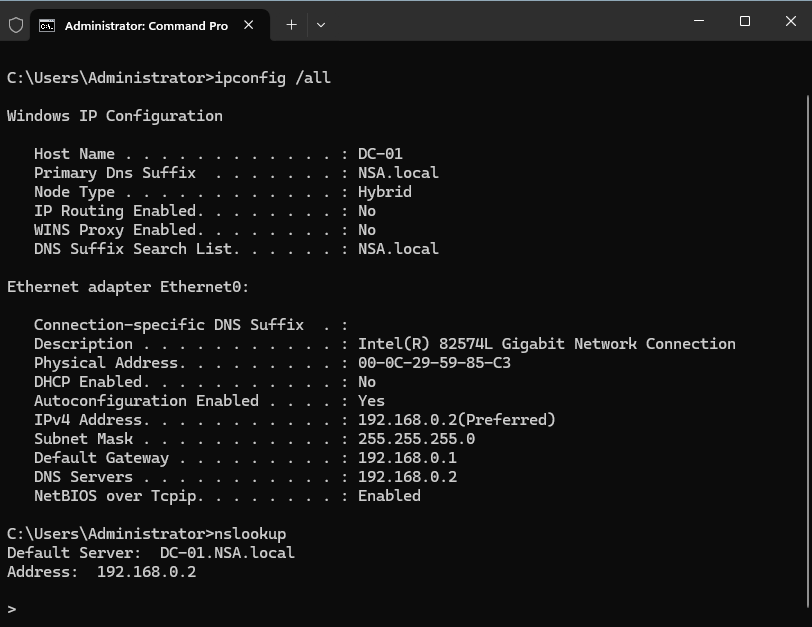 Administrator: Command Pro
C:\Users\Administrator>ipconfig /all
Windows IP Configuration
Host Name . . . . . . . . . . . . : DC-01
Primary Dns Suffix  . . . . . . . : NSA.local
Node Type . . . . . . . . . . . . : Hybrid
IP Routing Enabled. . . . . . . . : No
WINS Proxy Enabled. . . . . . . . : No
DNS Suffix Search List. . . . . . : NSA.local
Ethernet adapter Ethernet0:
Connection-specific DNS Suffix  . :
Description . . . . . . . . . . . : Intel(R) 82574L Gigabit Network Connection
Physical Address. . . . . . . . . : 00-0C-29-59-85-C3
DHCP Enabled. . . . . . . . . . . : No
Autoconfiguration Enabled . . . . : Yes
IPv4 Address. . . . . . . . . . . : 192.168.0.2(Preferred)
Subnet Mask . . . . . . . . . . . : 255.255.255.0
Default Gateway . . . . . . . . . : 192.168.0.1
DNS Servers . . . . . . . . . . . : 192.168.0.2
NetBIOS over Tcpip. . . . . . . . : Enabled
C:\Users\Administrator>nslookup
Default Server:  DC-01.NSA.local
Address:  192.168.0.2
>